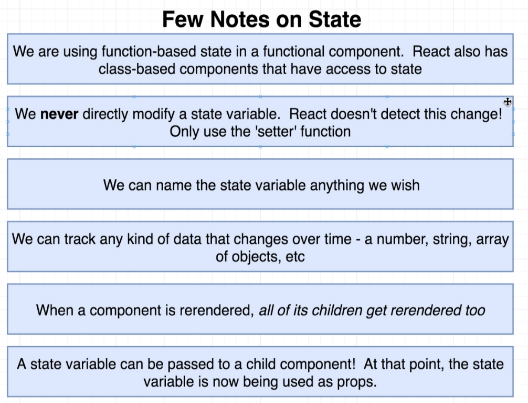 Few Notes on State
We are using function-based state in a functional component.  React also has
class-based components that have access to state
We never directly modify a state variable.  React doesn't detect this change!
Only use the 'setter' function
We can name the state variable anything we wish
We can track any kind of data that changes over time - a number, string, array
of objects, etc
When a component is rerendered, all of its children get rerendered too
A state variable can be passed to a child component!  At that point, the state
variable is now being used as props.